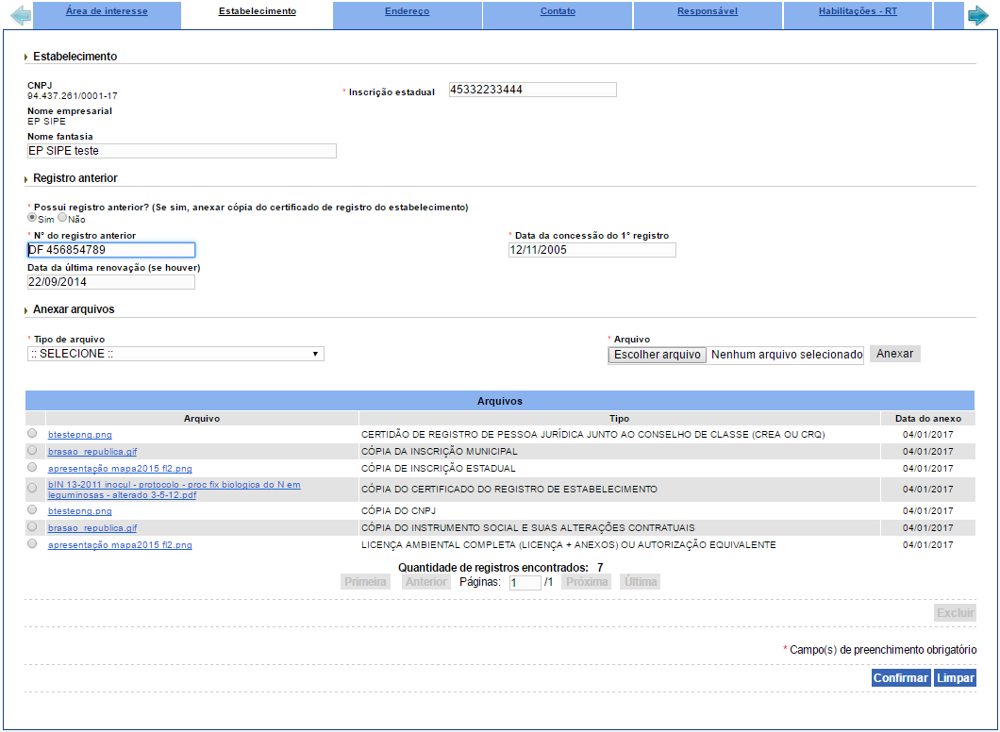 Área de interesse Estabelecimento Endereço Contato Responsável Habilitações - RT
Estabelecimento
CNPJ
94.437.261/0001-17
* Inscrição estadual 45332233444
Nome empresarial
EP SIPE
Nome fantasia
EP SIPE teste
Registro anterior
* Possui registro anterior? (Se sim, anexar cópia do certificado de registro do estabelecimento)
Sim Não
* N° do registro anterior * Data da concessão do 1° registro
DF 456854789 12/11/2005
Data da última renovação (se houver)
22/09/2014
Anexar arquivos
* Tipo de arquivo * Arquivo
:: SELECIONE :: Escolher arquivo Nenhum arquivo selecionado Anexar
Arquivos
Arquivo Tipo Data do anexo
btestepng.png CERTIDÃO DE REGISTRO DE PESSOA JURÍDICA JUNTO AO CONSELHO DE CLASSE (CREA OU CRQ) 04/01/2017
brasao_republica.gif CÓPIA DA INSCRIÇÃO MUNICIPAL 04/01/2017
apresentação mapa2015 fl2.png CÓPIA DE INSCRIÇÃO ESTADUAL 04/01/2017
bIN 13-2011 inocul - protocolo - proc fix biologica do N em
leguminosas - alterado 3-5-12.pdf CÓPIA DO CERTIFICADO DO REGISTRO DE ESTABELECIMENTO 04/01/2017
btestepng.png CÓPIA DO CNPJ 04/01/2017
brasao_republica.gif CÓPIA DO INSTRUMENTO SOCIAL E SUAS ALTERAÇÕES CONTRATUAIS 04/01/2017
apresentação mapa2015 fl2.png LICENÇA AMBIENTAL COMPLETA (LICENÇA + ANEXOS) OU AUTORIZAÇÃO EQUIVALENTE 04/01/2017
Quantidade de registros encontrados: 7
Primeira Anterior Páginas: 1 /1 Próxima Última
Excluir
* Campo(s) de preenchimento obrigatório
Confirmar Limpar